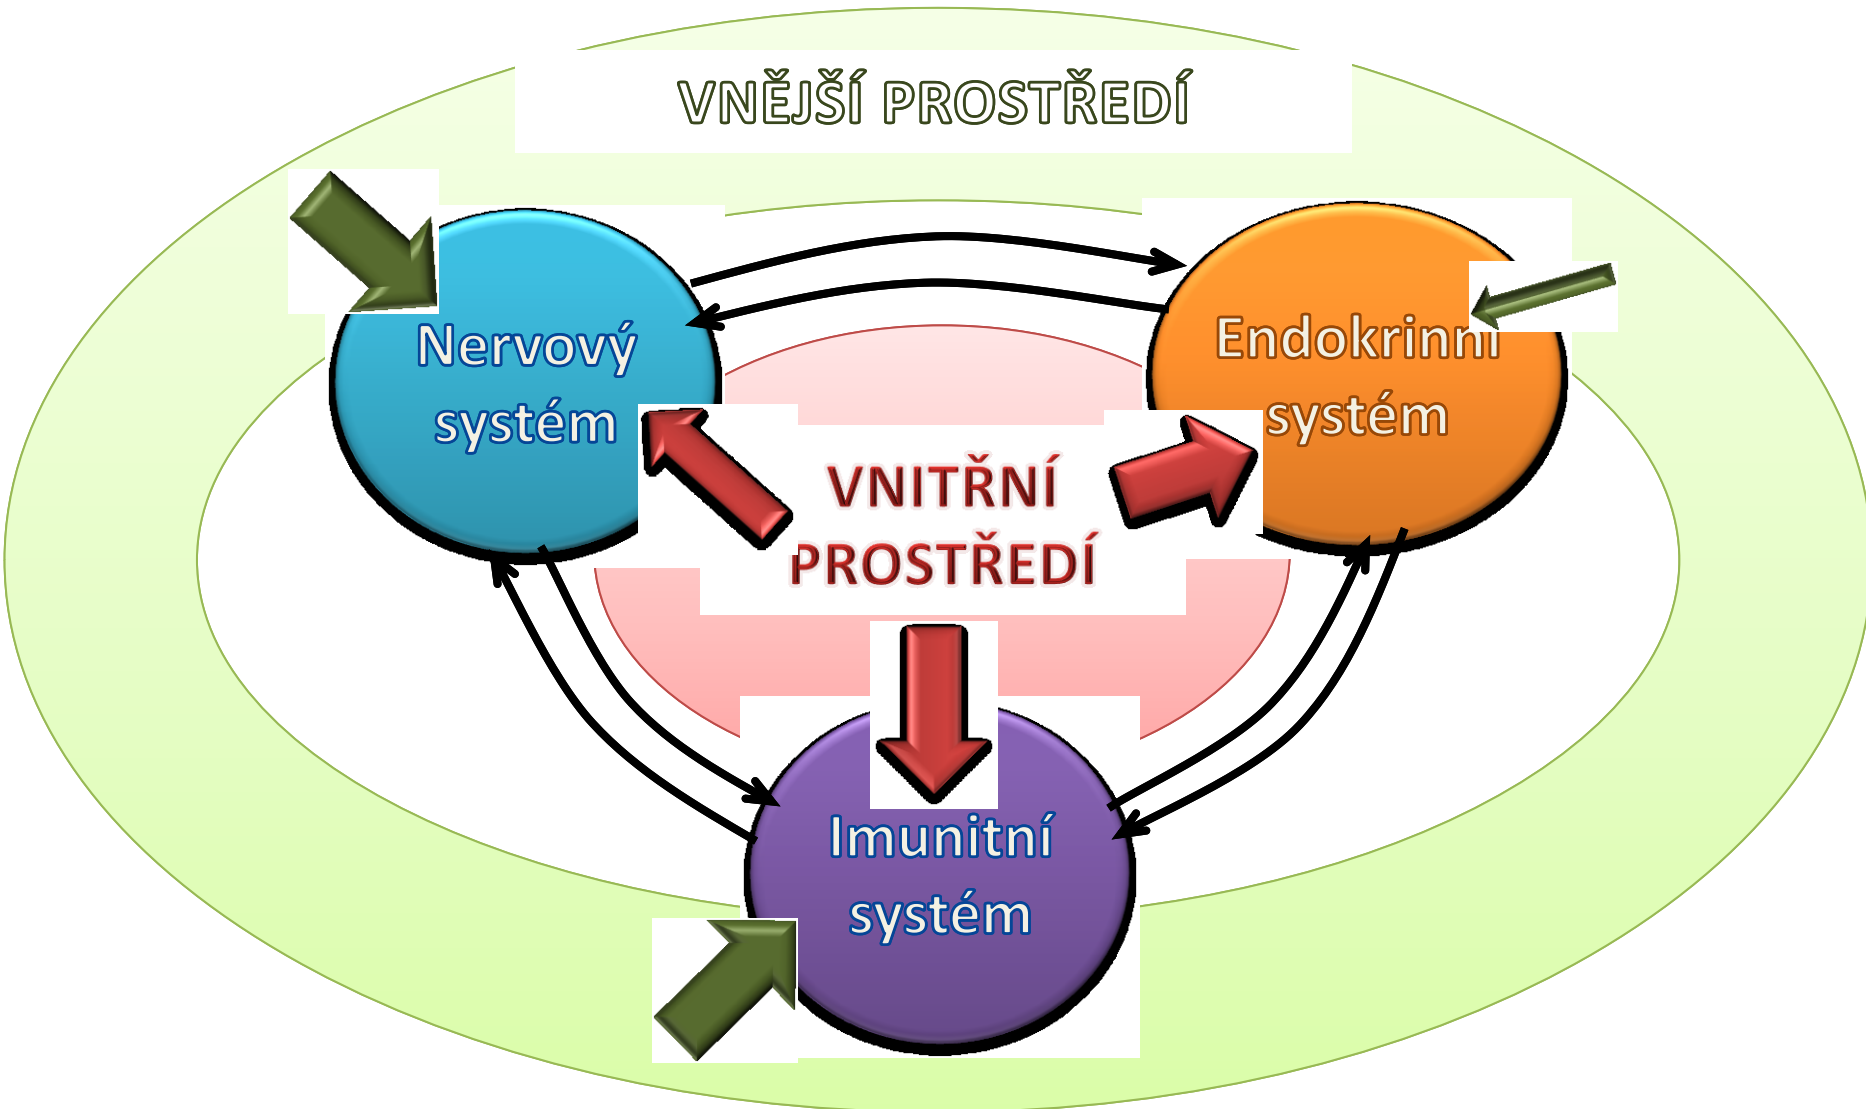 VNĚJŠÍ PROSTŘEDÍ
Nervový
systém
Endokrinní
systém
VNITŘNÍ
PROSTŘEDÍ
Imunitní
systém